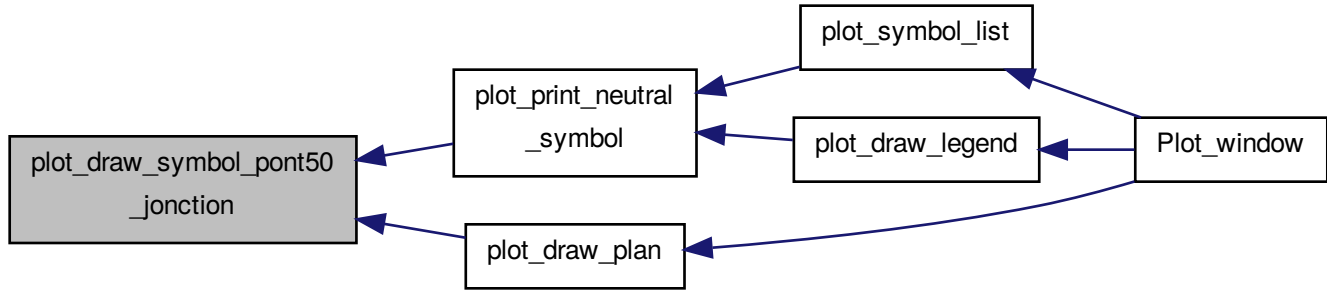 plot_draw_symbol_pont50
_jonction
plot_print_neutral
_symbol
plot_draw_plan
plot_symbol_list
plot_draw_legend
Plot_window